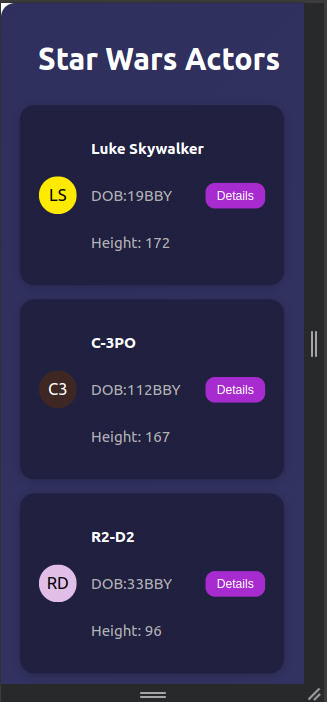 Star Wars Actors
Luke Skywalker
LS
DOB:19BBY
Details
Height: 172
C-3PO
C3
DOB:112BBY
Details
Height: 167
R2-D2
RD
DOB:33BBY
Details
Height: 96